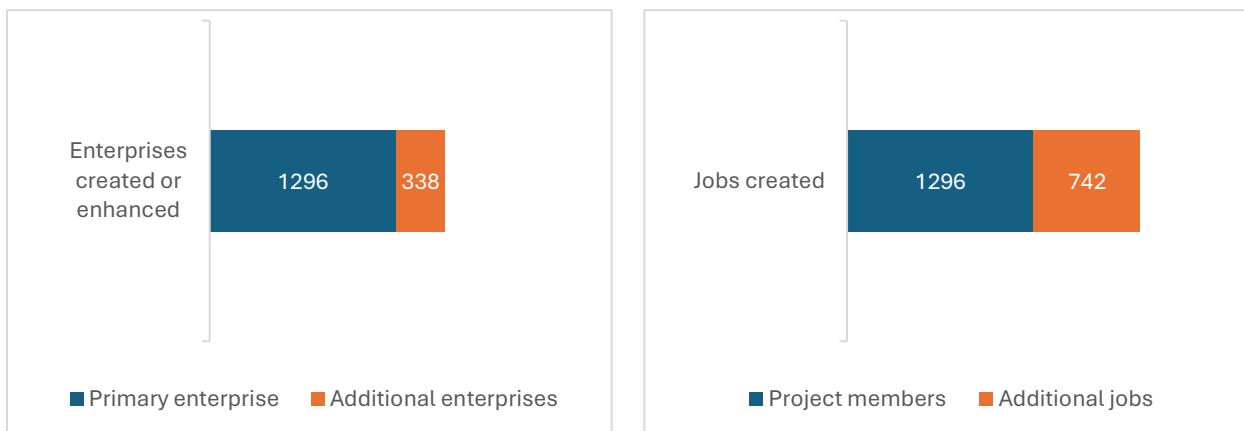 Enterprises
created or
enhanced
1296
338
Primary enterprise
Additional enterprises
Jobs created
1296
742
Project members
Additional jobs